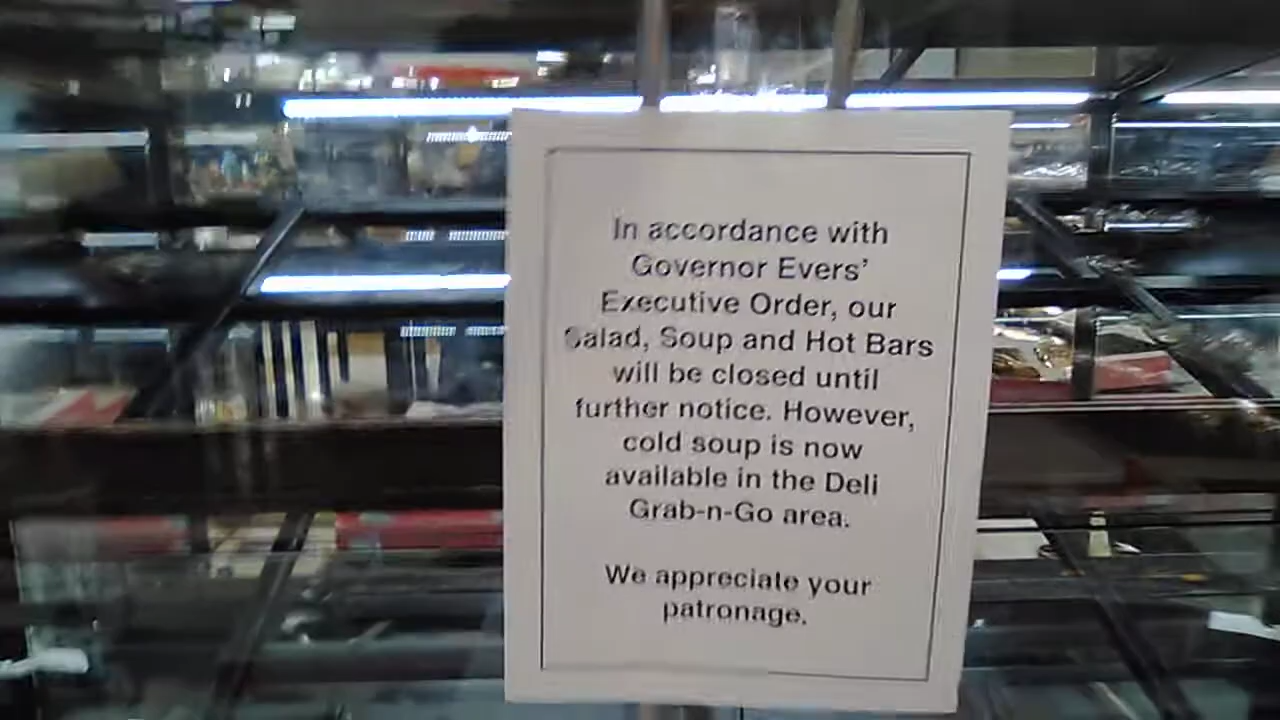 In accordance with
Governor Evers'
Executive Order, our
Salad, Soup and Hot Bars
will be closed until
further notice. However,
cold soup is now
available in the Deli
Grab-n-Go area.
We appreciate your
patronage.